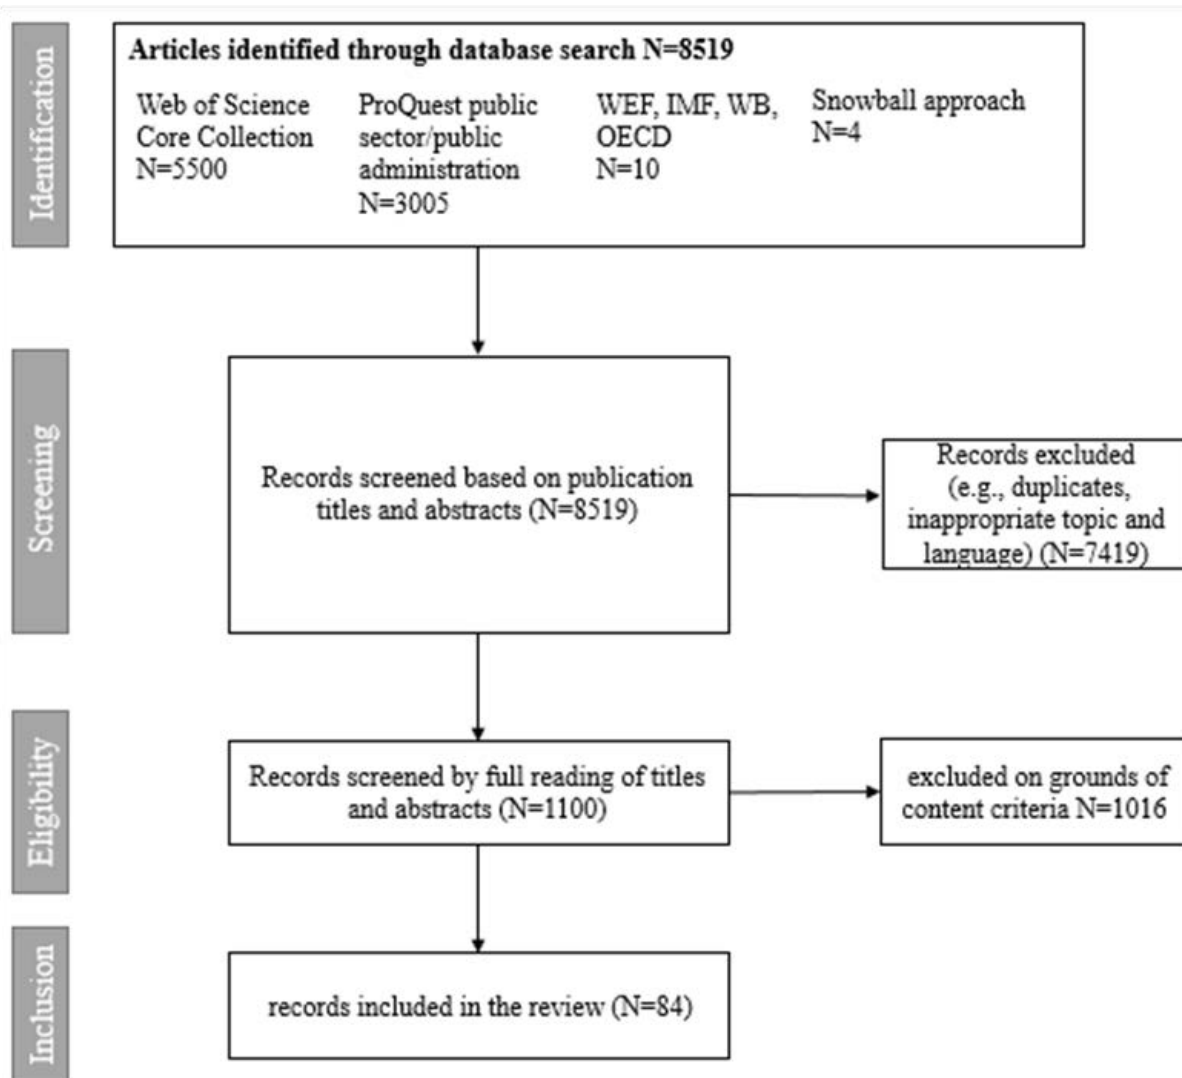 Identification
Articles identified through database search N=8519
Web of Science
Core Collection
N=5500
ProQuest public
sector/public
administration
N=3005
WEF, IMF, WB,
OECD
N=10
Snowball approach
N=4
Screening
Records screened based on publication
titles and abstracts (N=8519)
Records excluded
(e.g., duplicates,
inappropriate topic and
language) (N=7419)
Eligibility
Records screened by full reading of titles
and abstracts (N=1100)
excluded on grounds of
content criteria N=1016
Inclusion
records included in the review (N=84)